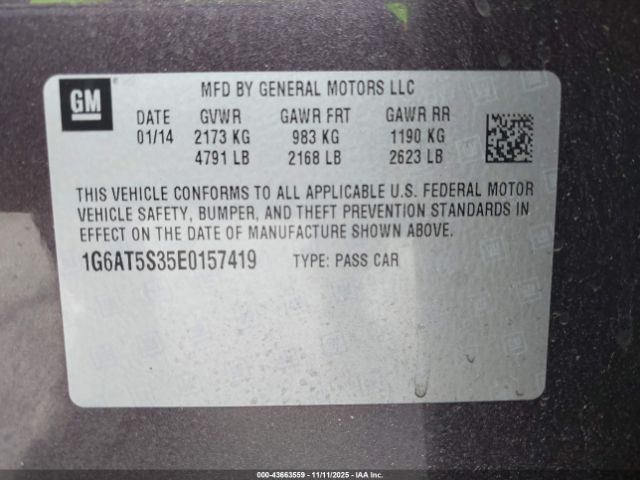 GM
MFD BY GENERAL MOTORS LLC
DATE GVWR GAWR FRT GAWR RR
01/14 2173 KG 983 KG 1190 KG
4791 LB 2168 LB 2623 LB
THIS VEHICLE CONFORMS TO ALL APPLICABLE U.S. FEDERAL MOTOR
VEHICLE SAFETY, BUMPER, AND THEFT PREVENTION STANDARDS IN
EFFECT ON THE DATE OF MANUFACTURE SHOWN ABOVE.
1G6AT5S35E0157419 TYPE: PASS CAR
000-43663559 - 11/11/2025 - IAA Inc.